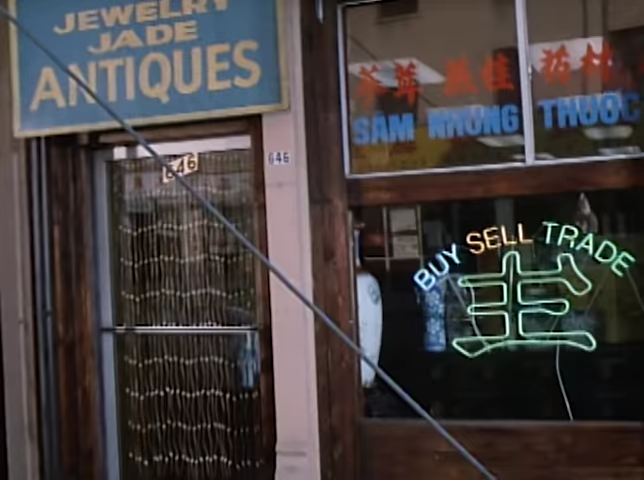 JEWELRY
JADE
ANTIQUES
646
646
SAM NHUNG THUOC
BUY SELL TRADE